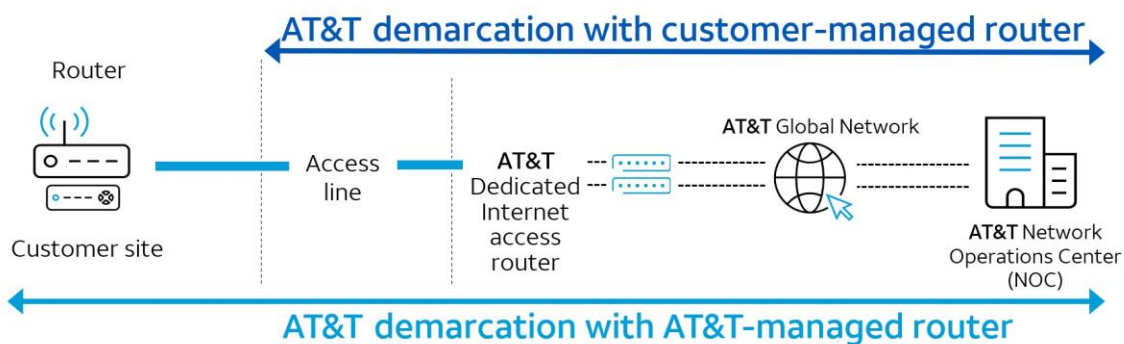 AT&T demarcation with customer-managed router
Router
AT&T Global Network
Access
line
AT&T
Dedicated
Internet
access
router
Customer site
AT&T Network
Operations Center
(NOC)
AT&T demarcation with AT&T-managed router